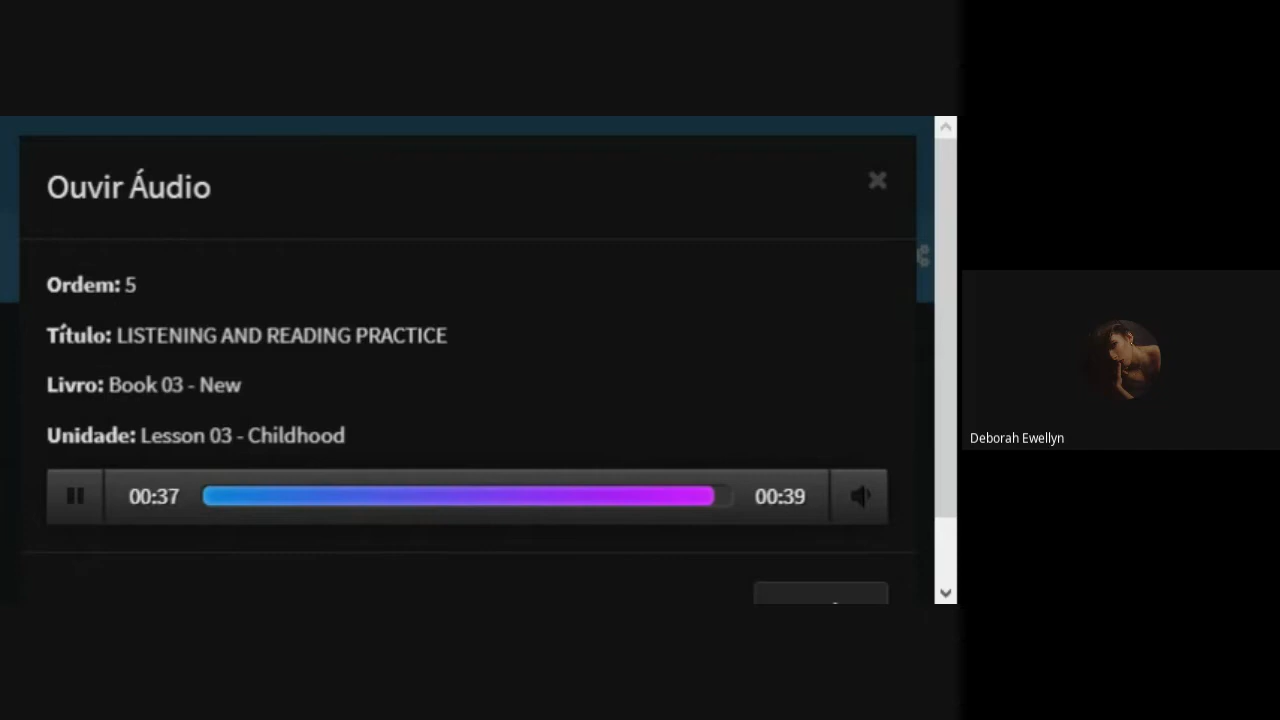 Ouvir Áudio
Ordem: 5
Título: LISTENING AND READING PRACTICE
Livro: Book 03 - New
Unidade: Lesson 03 - Childhood
00:37 00:39
Deborah Ewellyn